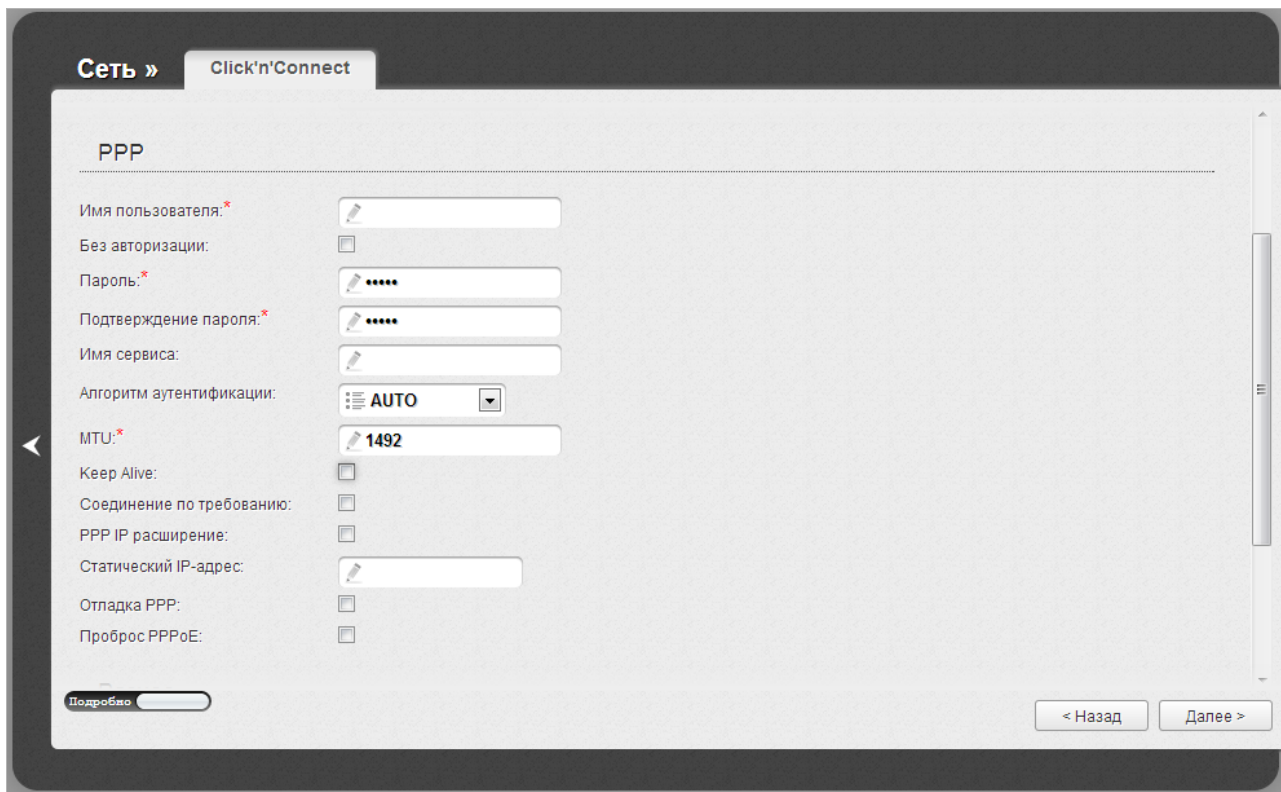 Сеть »
Click'n'Connect
PPP
Имя пользователя:*
Без авторизации:
Пароль:* •••••
Подтверждение пароля:* •••••
Имя сервиса:
Алгоритм аутентификации: AUTO
MTU:* 1492
Keep Alive:
Соединение по требованию:
PPP IP расширение:
Статический IP-адрес:
Отладка PPP:
Проброс PPPoE:
Подробно
< Назад
Далее >